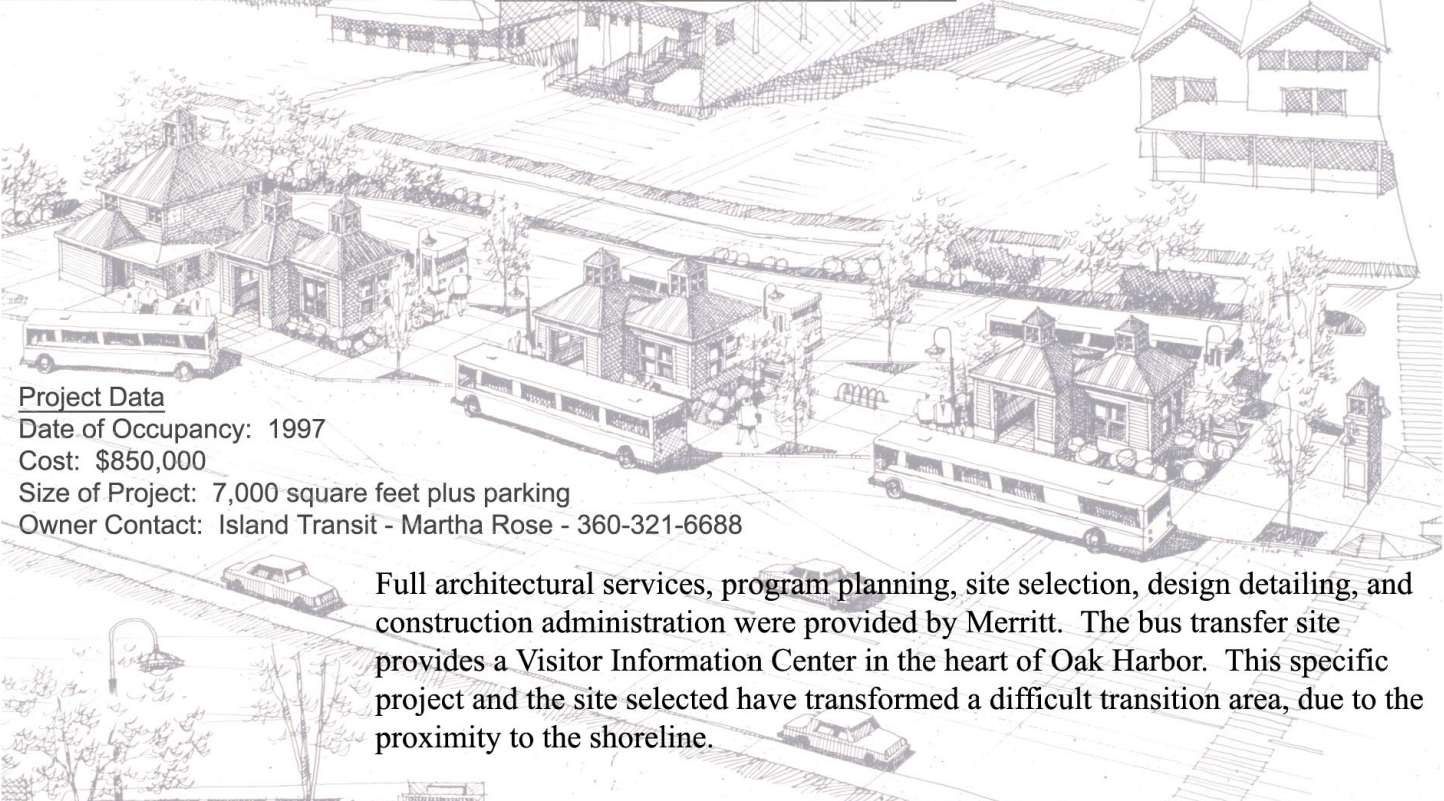 Project Data
Date of Occupancy:  1997
Cost:  $850,000
Size of Project:  7,000 square feet plus parking
Owner Contact:  Island Transit - Martha Rose - 360-321-6688
Full architectural services, program planning, site selection, design detailing, and
construction administration were provided by Merritt.  The bus transfer site
provides a Visitor Information Center in the heart of Oak Harbor.  This specific
project and the site selected have transformed a difficult transition area, due to the
proximity to the shoreline.